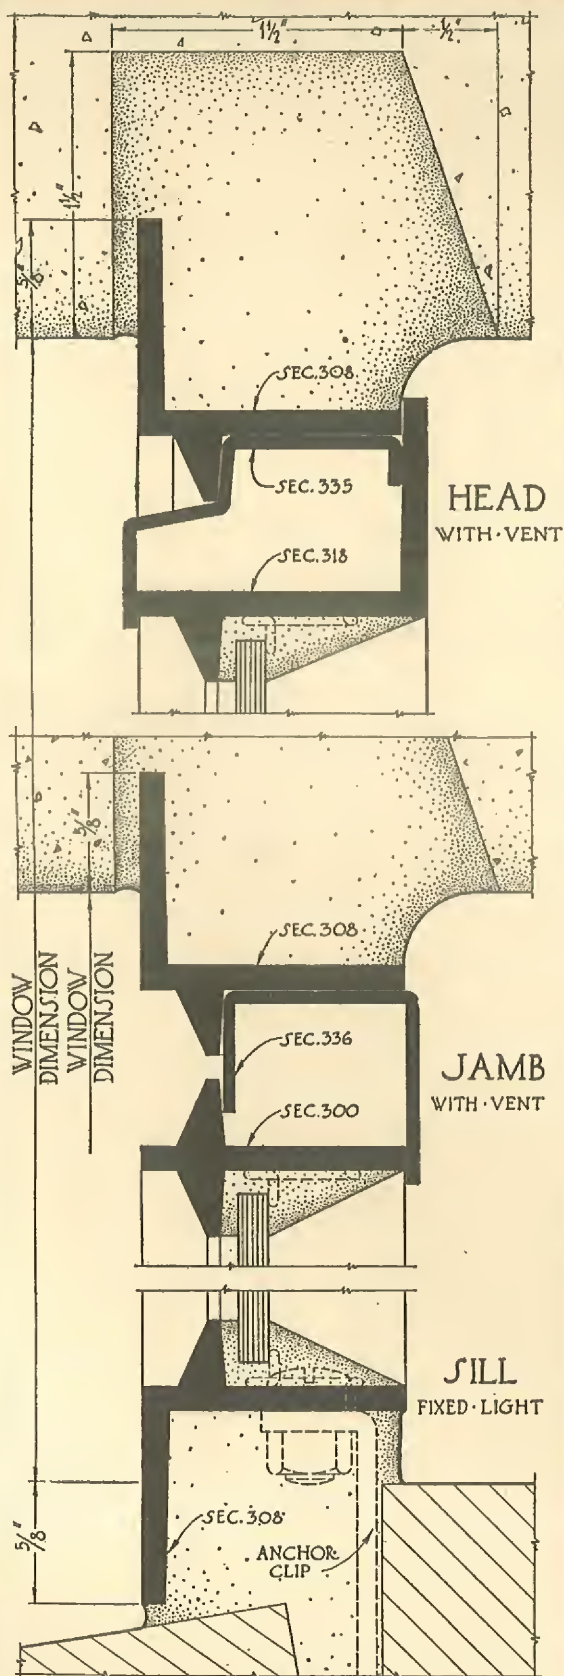 1½"
½"
1½"
5/8"
SEC.308
SEC.335
HEAD
WITH·VENT
SEC.318
5/8"
SEC.308
WINDOW
DIMENSION
WINDOW
DIMENSION
SEC.336
JAMB
WITH·VENT
SEC.300
SILL
FIXED·LIGHT
SEC.308
5/8"
ANCHOR
CLIP